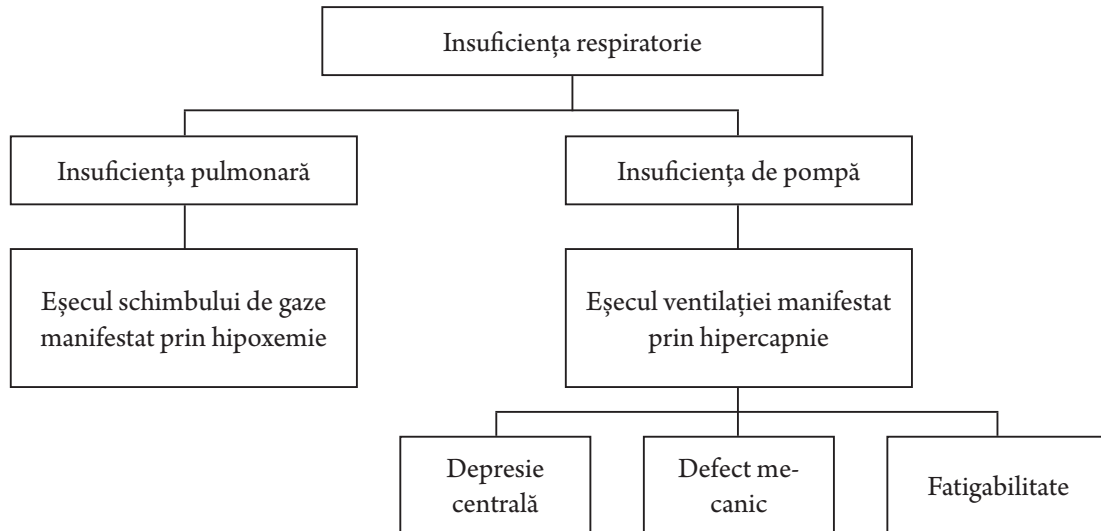 Insuficiența respiratorie
Insuficiența pulmonară
Insuficiența de pompă
Eșecul schimbului de gaze
manifestat prin hipoxemie
Eșecul ventilației manifestat
prin hipercapnie
Depresie
centrală
Defect me-
canic
Fatigabilitate